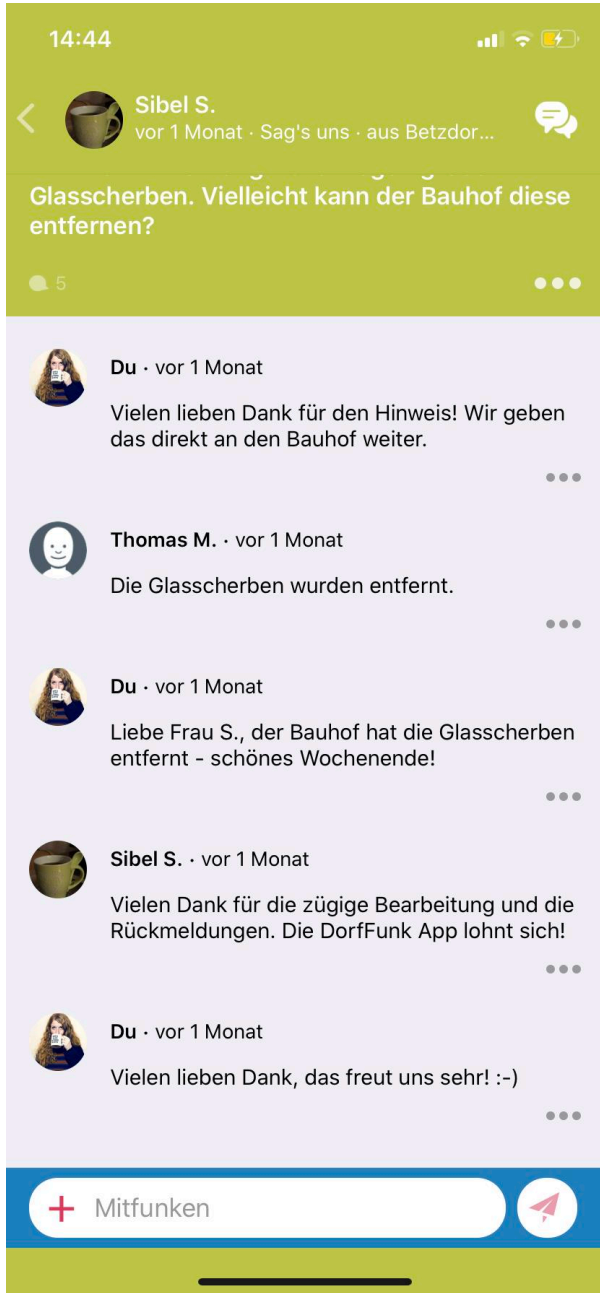 14:44
Sibel S.
vor 1 Monat · Sag's uns · aus Betzdor...
Glasscherben. Vielleicht kann der Bauhof diese
entfernen?
5
Du · vor 1 Monat
Vielen lieben Dank für den Hinweis! Wir geben
das direkt an den Bauhof weiter.
Thomas M. · vor 1 Monat
Die Glasscherben wurden entfernt.
Du · vor 1 Monat
Liebe Frau S., der Bauhof hat die Glasscherben
entfernt - schönes Wochenende!
Sibel S. · vor 1 Monat
Vielen Dank für die zügige Bearbeitung und die
Rückmeldungen. Die DorfFunk App lohnt sich!
Du · vor 1 Monat
Vielen lieben Dank, das freut uns sehr! :-)
Mitfunken